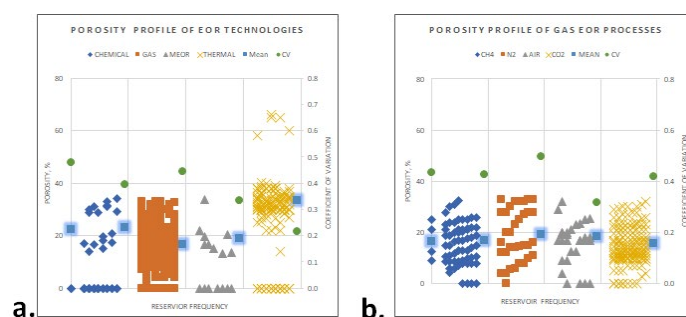 POROSITY PROFILE OF EOR TECHNOLOGIES
CHEMICAL GAS MEOR THERMAL Mean CV
80
60
40
20
0
0.8
0.7
0.6
0.5
0.4
0.3
0.2
0.1
0.0
POROSITY, %
COEFFICIENT OF VARIATION
RESERVIOR FREQUENCY
a.
POROSITY PROFILE OF GAS EOR PROCESSES
CH4 N2 AIR CO2 MEAN CV
80
60
40
20
0
0.8
0.6
0.4
0.2
0.0
POROSITY, %
COEFFICIENT OF VARIATION
RESERVOIR FREQUENCY
b.